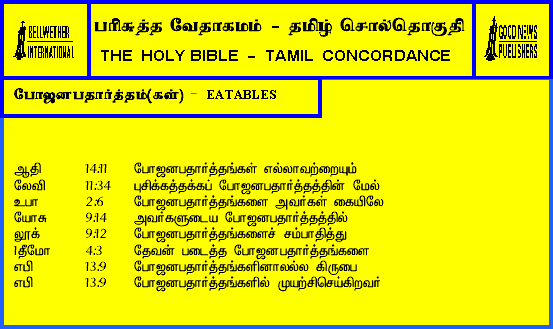 BELLWETHER
INTERNATIONAL
பரிசுத்த வேதாகமம் - தமிழ் சொல்தொகுதி
THE HOLY BIBLE - TAMIL CONCORDANCE
GOOD NEWS
PUBLISHERS
போஜனபதார்த்தம்(கள்) - EATABLES
ஆதி 14:11 போஜனபதார்த்தங்கள் எல்லாவற்றையும்
லேவி 11:34 புசிக்கத்தக்கப் போஜனபதார்த்தத்தின் மேல்
உபா 2:6 போஜனபதார்த்தங்களை அவர்கள் கையிலே
யோசு 9:14 அவர்களுடைய போஜனபதார்த்தத்தில்
லூக் 9:12 போஜனபதார்த்தங்களைச் சம்பாதித்து
1தீமோ 4:3 தேவன் படைத்த போஜனபதார்த்தங்களை
எபி 13:9 போஜனபதார்த்தங்களினாலல்ல கிருபை
எபி 13:9 போஜனபதார்த்தங்களில் முயற்சிசெய்கிறவர்